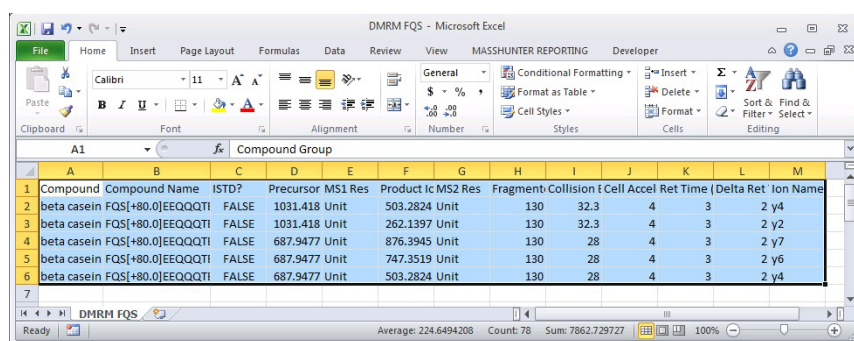 DMRM FQS - Microsoft Excel
File Home Insert Page Layout Formulas Data Review View MASSHUNTER REPORTING Developer
Paste Calibri 11 A A General Conditional Formatting Insert Σ
B I U A $ % , Format as Table Delete Sort & Find &
.0 .00 .00 .0 Cell Styles Format Filter Select
Clipboard Font Alignment Number Styles Cells Editing
A1 fx Compound Group
A B C D E F G H I J K L M
1 Compound Compound Name ISTD? Precursor MS1 Res Product Ic MS2 Res Fragment Collision E Cell Accel Ret Time ( Delta Ret Ion Name
2 beta casein FQS[+80.0]EEQQQTE FALSE 1031.418 Unit 503.2824 Unit 130 32.3 4 3 2 y4
3 beta casein FQS[+80.0]EEQQQTE FALSE 1031.418 Unit 262.1397 Unit 130 32.3 4 3 2 y2
4 beta casein FQS[+80.0]EEQQQTE FALSE 687.9477 Unit 876.3945 Unit 130 28 4 3 2 y7
5 beta casein FQS[+80.0]EEQQQTE FALSE 687.9477 Unit 747.3519 Unit 130 28 4 3 2 y6
6 beta casein FQS[+80.0]EEQQQTE FALSE 687.9477 Unit 503.2824 Unit 130 28 4 3 2 y4
7
DMRM FQS
Ready Average: 224.6494208 Count: 78 Sum: 7862.729727 100%